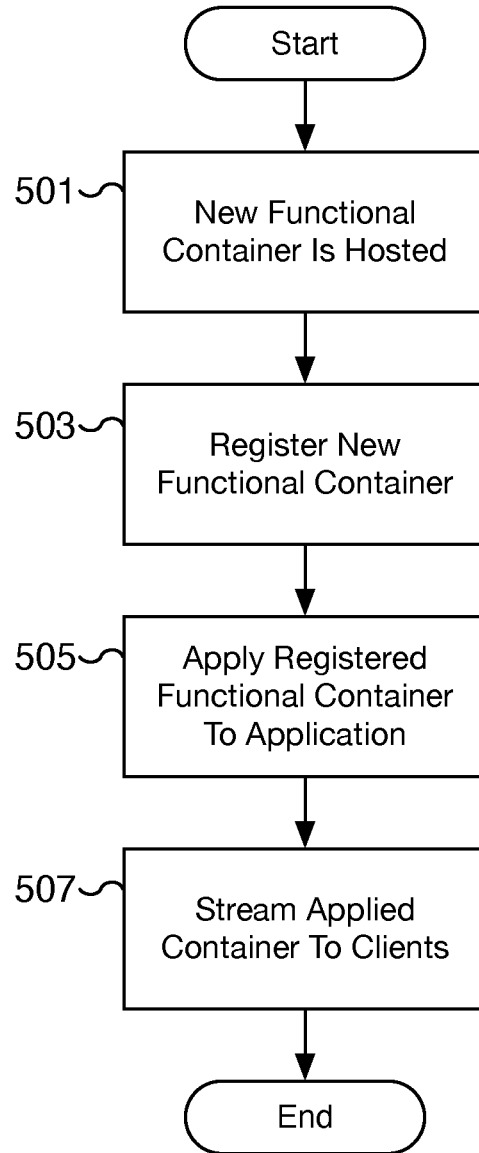 Start
501
New Functional
Container Is Hosted
503
Register New
Functional Container
505
Apply Registered
Functional Container
To Application
507
Stream Applied
Container To Clients
End